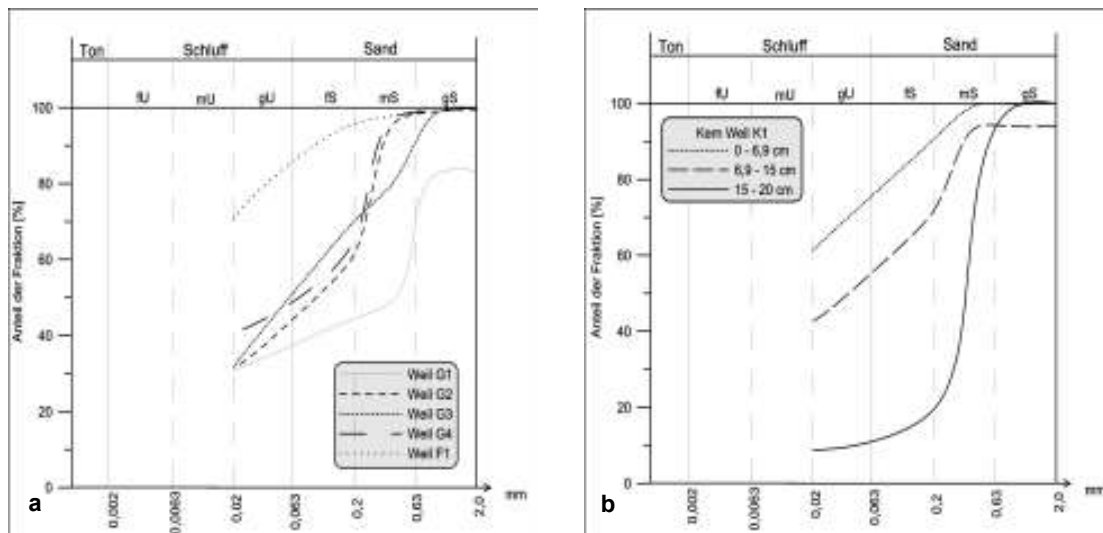 Ton Schluff Sand
fU mU gU fS mS gS
Anteil der Fraktion [%]
100
80
60
40
20
0
Weil G1
Weil G2
Weil G3
Weil G4
Weil F1
0,002 0,0063 0,02 0,063 0,2 0,63 2,0 mm
a
Ton Schluff Sand
fU mU gU fS mS gS
Anteil der Fraktion [%]
100
80
60
40
20
0
Kern Weil K1
0 - 6,9 cm
6,9 - 15 cm
15 - 20 cm
0,002 0,0063 0,02 0,063 0,2 0,63 2,0 mm
b